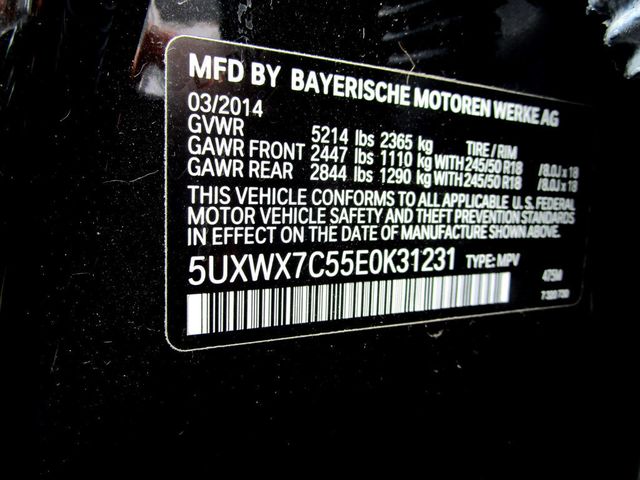 MFD BY BAYERISCHE MOTOREN WERKE AG
03/2014
GVWR 5214 lbs 2365 kg TIRE / RIM
GAWR FRONT 2447 lbs 1110 kg WITH 245/50 R18 / 8.0J x 18
GAWR REAR 2844 lbs 1290 kg WITH 245/50 R18 / 8.0J x 18
THIS VEHICLE CONFORMS TO ALL APPLICABLE U. S. FEDERAL
MOTOR VEHICLE SAFETY AND THEFT PREVENTION STANDARDS
IN EFFECT ON THE DATE OF MANUFACTURE SHOWN ABOVE.
5UXWX7C55E0K31231 TYPE: MPV
475M